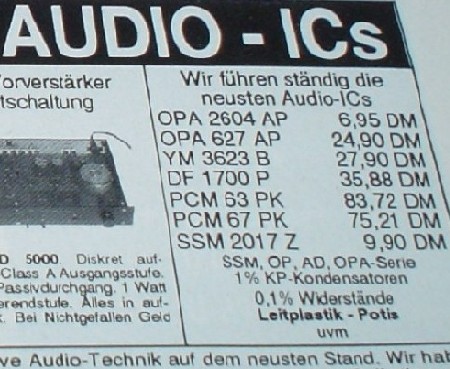 AUDIO - ICs
Vorverstärker
tschaltung
D 5000 Diskret auf-
Class A Ausgangsstufe.
Passivdurchgang. 1 Watt
erendstufe. Alles in auf-
. Bei Nichtgefallen Geld
Wir führen ständig die
neusten Audio-ICs
OPA 2604 AP 6,95 DM
OPA 627 AP 24,90 DM
YM 3623 B 27,90 DM
DF 1700 P 35,88 DM
PCM 63 PK 83,72 DM
PCM 67 PK 75,21 DM
SSM 2017 Z 9,90 DM
SSM, OP, AD, OPA-Serie
1% KP-Kondensatoren
0,1% Widerstände
Leitplastik - Potis
uvm
ve Audio-Technik auf dem neusten Stand. Wir hab